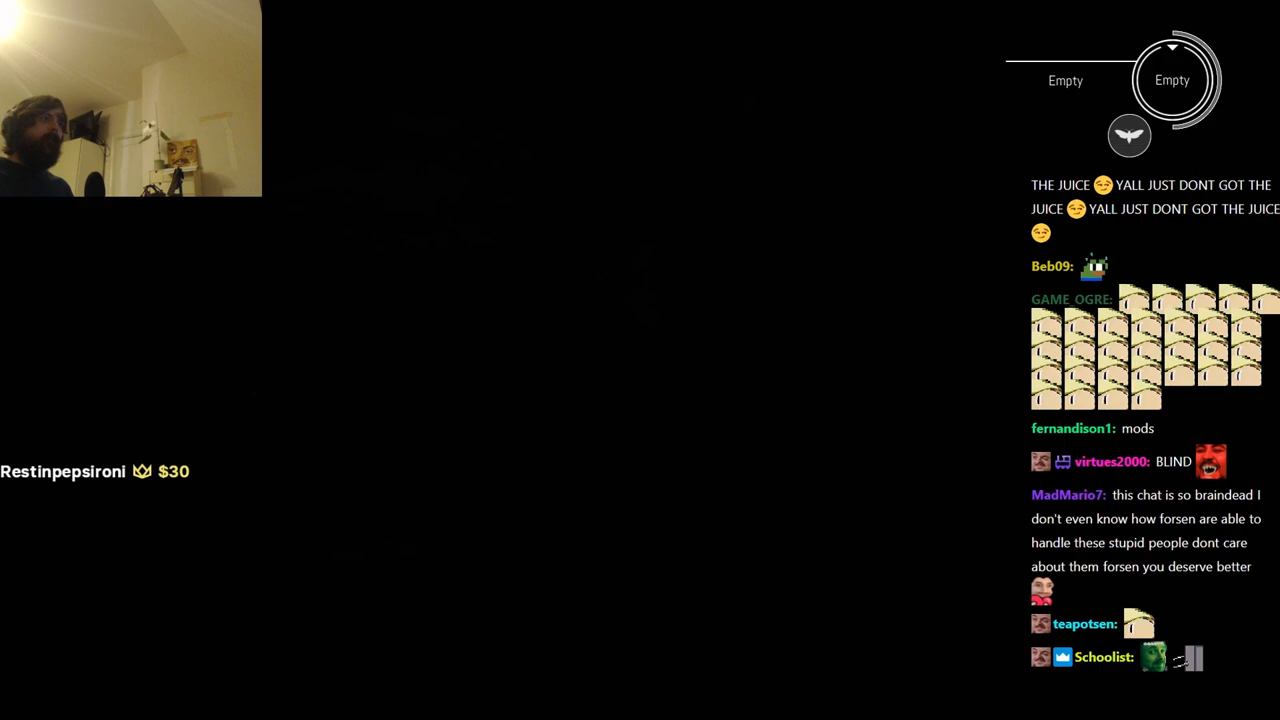 Empty
Empty
THE JUICE 😏 YALL JUST DONT GOT THE
JUICE 😏 YALL JUST DONT GOT THE JUICE
😏
Beb09:
GAME_OGRE:
fernandison1: mods
virtues2000: BLIND
MadMario7: this chat is so braindead I
don't even know how forsen are able to
handle these stupid people dont care
about them forsen you deserve better
Restinpepsironi $30
teapotsen:
Schoolist: